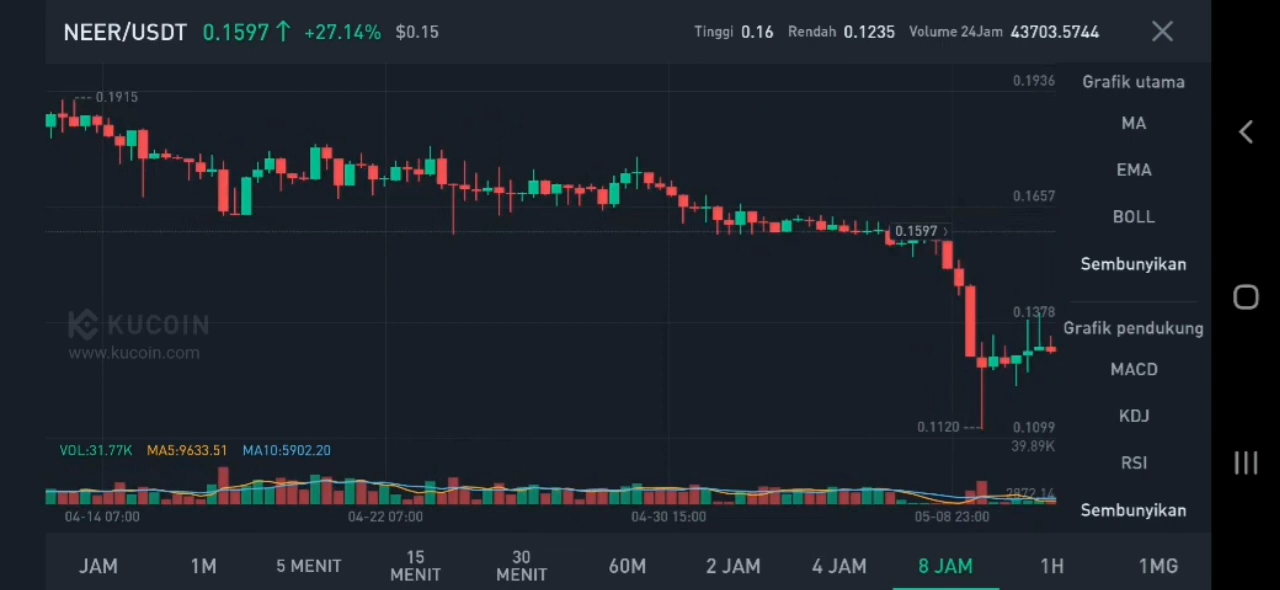 NEER/USDT 0.1597↑ +27.14% $0.15 Tinggi 0.16 Rendah 0.1235 Volume 24Jam 43703.5744
0.1915
0.1936
0.1657
0.1597
0.1378
0.1120
0.1099
39.89K
KUCOIN
www.kucoin.com
VOL:31.77K MA5:9633.51 MA10:5902.20
2872.16
04-14 07:00 04-22 07:00 04-30 15:00 05-08 23:00
Grafik utama
MA
EMA
BOLL
Sembunyikan
Grafik pendukung
MACD
KDJ
RSI
Sembunyikan
JAM 1M 5 MENIT 15 MENIT 30 MENIT 60M 2 JAM 4 JAM 8 JAM 1H 1MG